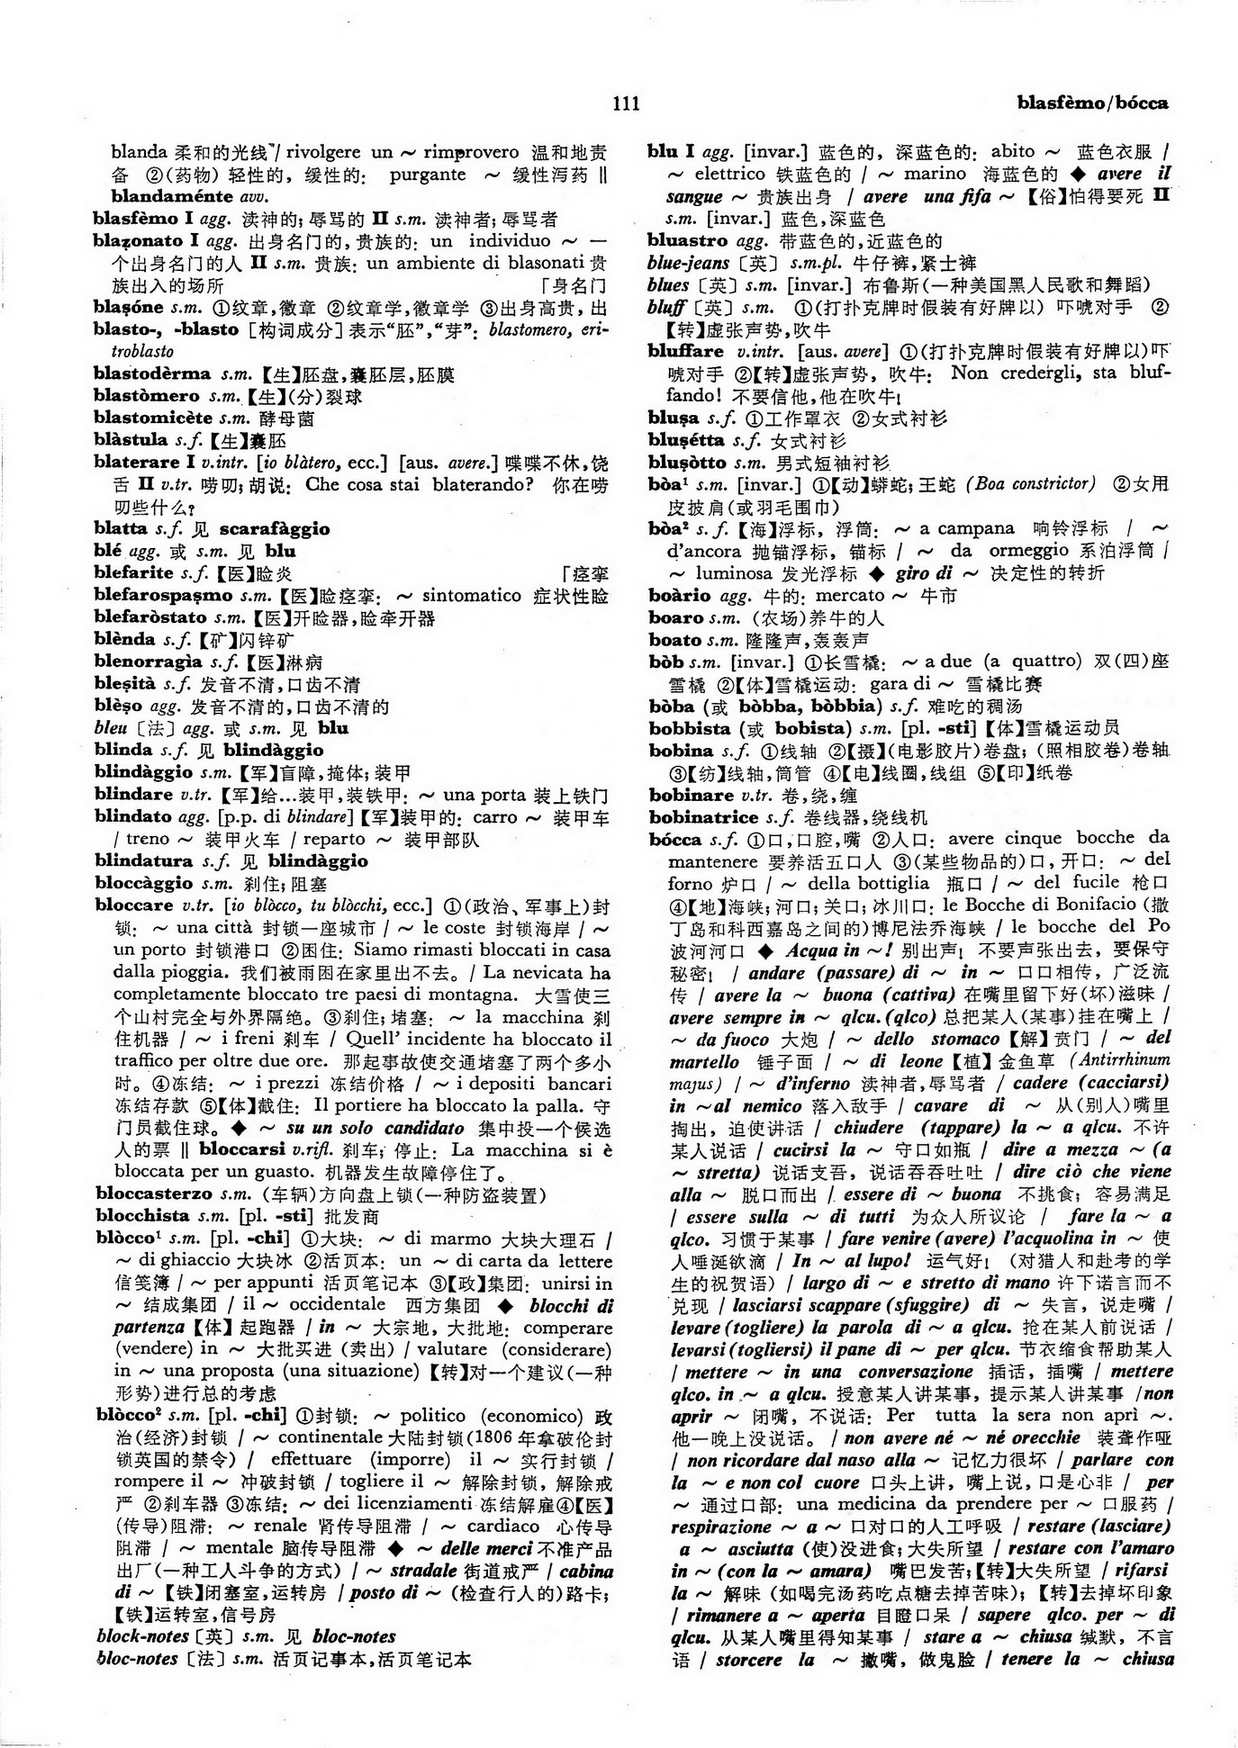 111
blasfèmo/bócca
blanda 柔和的光线 / rivolgere un ～ rimprovero 温和地责
备 ②(药物) 轻性的, 缓性的: purgante ～ 缓性泻药 ‖
blandaménte avv.
blasfèmo I agg. 渎神的; 辱骂的 II s.m. 渎神者; 辱骂者
blaẓonato I agg. 出身名门的,贵族的: un individuo ～ 一
个出身名门的人 II s.m. 贵族: un ambiente di blasonati 贵
族出入的场所 「身名门
blaṣóne s.m. ①纹章,徽章 ②纹章学,徽章学 ③出身高贵, 出
blasto-, -blasto [构词成分] 表示“胚”,“芽”: blastomero, eri-
troblasto
blastodèrma s.m. 【生】胚盘,囊胚层,胚膜
blastòmero s.m. 【生】(分)裂球
blastomicète s.m. 酵母菌
blàstula s.f. 【生】囊胚
blaterare I v.intr. [io blàtero, ecc.] [aus. avere.] 喋喋不休,饶
舌 II v.tr. 唠叨; 胡说: Che cosa stai blaterando? 你在唠
叨些什么?
blatta s.f. 见 scarafàggio
blé agg. 或 s.m. 见 blu
blefarite s.f. 【医】睑炎 「痉挛
blefarospaṣmo s.m. 【医】睑痉挛: ～ sintomatico 症状性睑
blefaròstato s.m. 【医】开睑器,睑牵开器
blènda s.f. 【矿】闪锌矿
blenorragìa s.f. 【医】淋病
bleṣità s.f. 发音不清,口齿不清
blèṣo agg. 发音不清的,口齿不清的
bleu 〔法〕 agg. 或 s.m. 见 blu
blinda s.f. 见 blindàggio
blindàggio s.m. 【军】盲障,掩体; 装甲
blindare v.tr. 【军】给…装甲,装铁甲: ～ una porta 装上铁门
blindato agg. [p.p. di blindare] 【军】装甲的: carro ～ 装甲车
/ treno ～ 装甲火车 / reparto ～ 装甲部队
blindatura s.f. 见 blindàggio
bloccàggio s.m. 刹住; 阻塞
bloccare v.tr. [io blòcco, tu blòcchi, ecc.] ①(政治、军事上)封
锁: ～ una città 封锁一座城市 / ～ le coste 封锁海岸 / ～
un porto 封锁港口 ②困住: Siamo rimasti bloccati in casa
dalla pioggia. 我们被雨困在家里出不去。 / La nevicata ha
completamente bloccato tre paesi di montagna. 大雪使三
个山村完全与外界隔绝。 ③刹住; 堵塞: ～ la macchina 刹
住机器 / ～ i freni 刹车 / Quell' incidente ha bloccato il
traffico per oltre due ore. 那起事故使交通堵塞了两个多小
时。 ④冻结: ～ i prezzi 冻结价格 / ～ i depositi bancari
冻结存款 ⑤【体】截住: Il portiere ha bloccato la palla. 守
门员截住球。 ◆ ～ su un solo candidato 集中投一个候选
人的票 ‖ bloccarsi v.rifl. 刹车; 停止: La macchina si è
bloccata per un guasto. 机器发生故障停住了。
bloccasterzo s.m. (车辆)方向盘上锁(一种防盗装置)
blocchista s.m. [pl. -sti] 批发商
blòcco¹ s.m. [pl. -chi] ①大块: ～ di marmo 大块大理石 /
～ di ghiaccio 大块冰 ②活页本: un ～ di carta da lettere
信笺簿 / ～ per appunti 活页笔记本 ③【政】集团: unirsi in
～ 结成集团 / il ～ occidentale 西方集团 ◆ blocchi di
partenza 【体】起跑器 / in ～ 大宗地, 大批地: comperare
(vendere) in ～ 大批买进 (卖出) / valutare (considerare)
in ～ una proposta (una situazione) 【转】对一个建议(一种
形势)进行总的考虑
blòcco² s.m. [pl. -chi] ①封锁: ～ politico (economico) 政
治(经济)封锁 / ～ continentale 大陆封锁(1806 年拿破伦封
锁英国的禁令) / effettuare (imporre) il ～ 实行封锁 /
rompere il ～ 冲破封锁 / togliere il ～ 解除封锁, 解除戒
严 ②刹车器 ③冻结: ～ dei licenziamenti 冻结解雇 ④【医】
(传导)阻滞: ～ renale 肾传导阻滞 / ～ cardiaco 心传导
阻滞 / ～ mentale 脑传导阻滞 ◆ ～ delle merci 不准产品
出厂(一种工人斗争的方式) / ～ stradale 街道戒严 / cabina
di ～ 【铁】闭塞室,运转房 / posto di ～ (检查行人的)路卡;
【铁】运转室,信号房
block-notes 〔英〕 s.m. 见 bloc-notes
bloc-notes 〔法〕 s.m. 活页记事本,活页笔记本
blu I agg. [invar.] 蓝色的, 深蓝色的: abito ～ 蓝色衣服 /
～ elettrico 铁蓝色的 / ～ marino 海蓝色的 ◆ avere il
sangue ～ 贵族出身 / avere una fifa ～ 【俗】怕得要死 II
s.m. [invar.] 蓝色,深蓝色
bluastro agg. 带蓝色的,近蓝色的
blue-jeans 〔英〕 s.m.pl. 牛仔裤,紧士裤
blues 〔英〕 s.m. [invar.] 布鲁斯(一种美国黑人民歌和舞蹈)
bluff 〔英〕 s.m. ①(打扑克牌时假装有好牌以) 吓唬对手 ②
【转】虚张声势,吹牛
bluffare v.intr. [aus. avere] ①(打扑克牌时假装有好牌以)吓
唬对手 ②【转】虚张声势, 吹牛: Non credergli, sta bluf-
fando! 不要信他,他在吹牛!
bluṣa s.f. ①工作罩衣 ②女式衬衫
bluṣétta s.f. 女式衬衫
bluṣòtto s.m. 男式短袖衬衫
bòa¹ s.m. [invar.] ①【动】蟒蛇; 王蛇 (Boa constrictor) ②女用
皮披肩(或羽毛围巾)
bòa² s.f. 【海】浮标, 浮筒: ～ a campana 响铃浮标 / ～
d'ancora 抛锚浮标, 锚标 / ～ da ormeggio 系泊浮筒 /
～ luminosa 发光浮标 ◆ giro di ～ 决定性的转折
boàrio agg. 牛的: mercato ～ 牛市
boaro s.m. (农场)养牛的人
boato s.m. 隆隆声,轰轰声
bòb s.m. [invar.] ①长雪橇: ～ a due (a quattro) 双(四)座
雪橇 ②【体】雪橇运动: gara di ～ 雪橇比赛
bòba (或 bòbba, bòbbia) s.f. 难吃的稠汤
bobbista (或 bobista) s.m. [pl. -sti] 【体】雪橇运动员
bobina s.f. ①线轴 ②【摄】(电影胶片)卷盘; (照相胶卷)卷轴
③【纺】线轴,筒管 ④【电】线圈,线组 ⑤【印】纸卷
bobinare v.tr. 卷,绕,缠
bobinatrice s.f. 卷线器,绕线机
bócca s.f. ①口,口腔,嘴 ②人口: avere cinque bocche da
mantenere 要养活五口人 ③(某些物品的)口, 开口: ～ del
forno 炉口 / ～ della bottiglia 瓶口 / ～ del fucile 枪口
④【地】海峡; 河口; 关口; 冰川口: le Bocche di Bonifacio (撒
丁岛和科西嘉岛之间的)博尼法乔海峡 / le bocche del Po
波河河口 ◆ Acqua in ～! 别出声! 不要声张出去, 要保守
秘密! / andare (passare) di ～ in ～ 口口相传, 广泛流
传 / avere la ～ buona (cattiva) 在嘴里留下好(坏)滋味 /
avere sempre in ～ qlcu. (qlco) 总把某人(某事)挂在嘴上 /
～ da fuoco 大炮 / ～ dello stomaco 【解】贲门 / ～ del
martello 锤子面 / ～ di leone 【植】金鱼草 (Antirrhinum
majus) / ～ d'inferno 渎神者,辱骂者 / cadere (cacciarsi)
in ～al nemico 落入敌手 / cavare di ～ 从(别人)嘴里
掏出, 迫使讲话 / chiudere (tappare) la ～ a qlcu. 不许
某人说话 / cucirsi la ～ 守口如瓶 / dire a mezza ～ (a
～ stretta) 说话支吾, 说话吞吞吐吐 / dire ciò che viene
alla ～ 脱口而出 / essere di ～ buona 不挑食; 容易满足
/ essere sulla ～ di tutti 为众人所议论 / fare la ～ a
qlco. 习惯于某事 / fare venire (avere) l'acquolina in ～ 使
人唾涎欲滴 / In ～ al lupo! 运气好! (对猎人和赴考的学
生的祝贺语) / largo di ～ e stretto di mano 许下诺言而不
兑现 / lasciarsi scappare (sfuggire) di ～ 失言, 说走嘴 /
levare (togliere) la parola di ～ a qlcu. 抢在某人前说话 /
levarsi (togliersi) il pane di ～ per qlcu. 节衣缩食帮助某人
/ mettere ～ in una conversazione 插话, 插嘴 / mettere
qlco. in ～ a qlcu. 授意某人讲某事, 提示某人讲某事 /non
aprir ～ 闭嘴, 不说话: Per tutta la sera non aprì ～.
他一晚上没说话。 / non avere né ～ né orecchie 装聋作哑
/ non ricordare dal naso alla ～ 记忆力很坏 / parlare con
la ～ e non col cuore 口头上讲, 嘴上说, 口是心非 / per
～ 通过口部: una medicina da prendere per ～ 口服药 /
respirazione ～ a ～ 口对口的人工呼吸 / restare (lasciare)
a ～ asciutta (使)没进食; 大失所望 / restare con l'amaro
in ～ (con la ～ amara) 嘴巴发苦; 【转】大失所望 / rifarsi
la ～ 解味 (如喝完汤药吃点糖去掉苦味); 【转】去掉坏印象
/ rimanere a ～ aperta 目瞪口呆 / sapere qlco. per ～ di
qlcu. 从某人嘴里得知某事 / stare a ～ chiusa 缄默, 不言
语 / storcere la ～ 撇嘴, 做鬼脸 / tenere la ～ chiusa